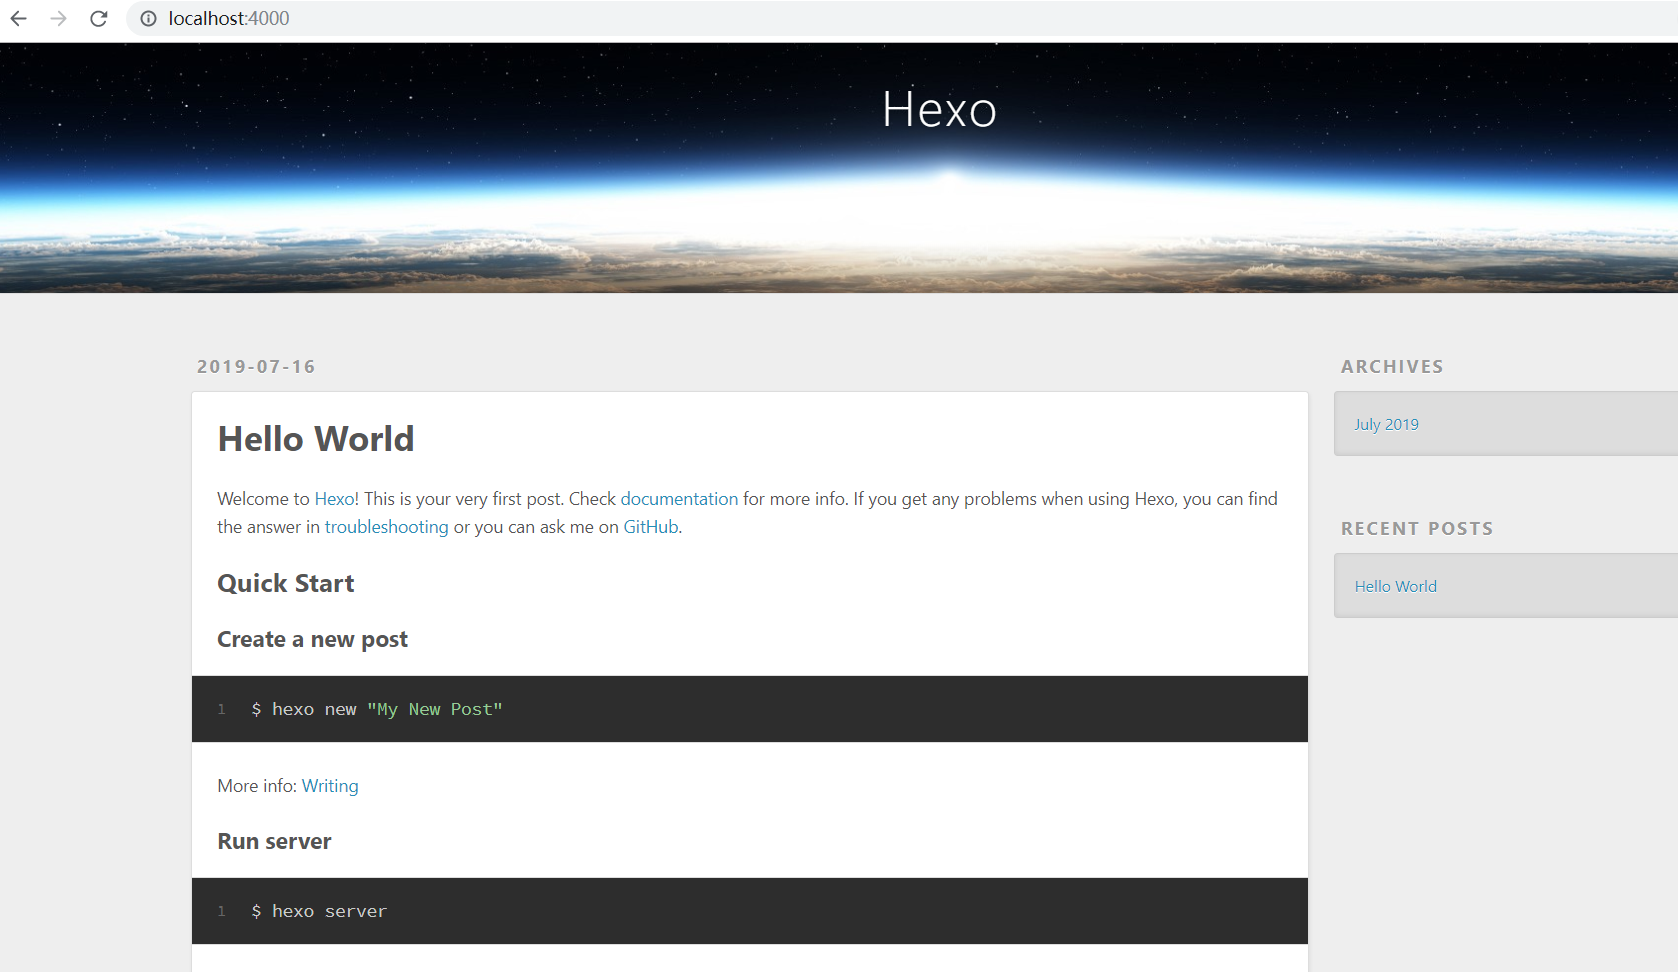 localhost:4000
Hexo
2019-07-16
Hello World
Welcome to Hexo! This is your very first post. Check documentation for more info. If you get any problems when using Hexo, you can find
the answer in troubleshooting or you can ask me on GitHub.
Quick Start
Create a new post
1 $ hexo new "My New Post"
More info: Writing
Run server
1 $ hexo server
ARCHIVES
July 2019
RECENT POSTS
Hello World